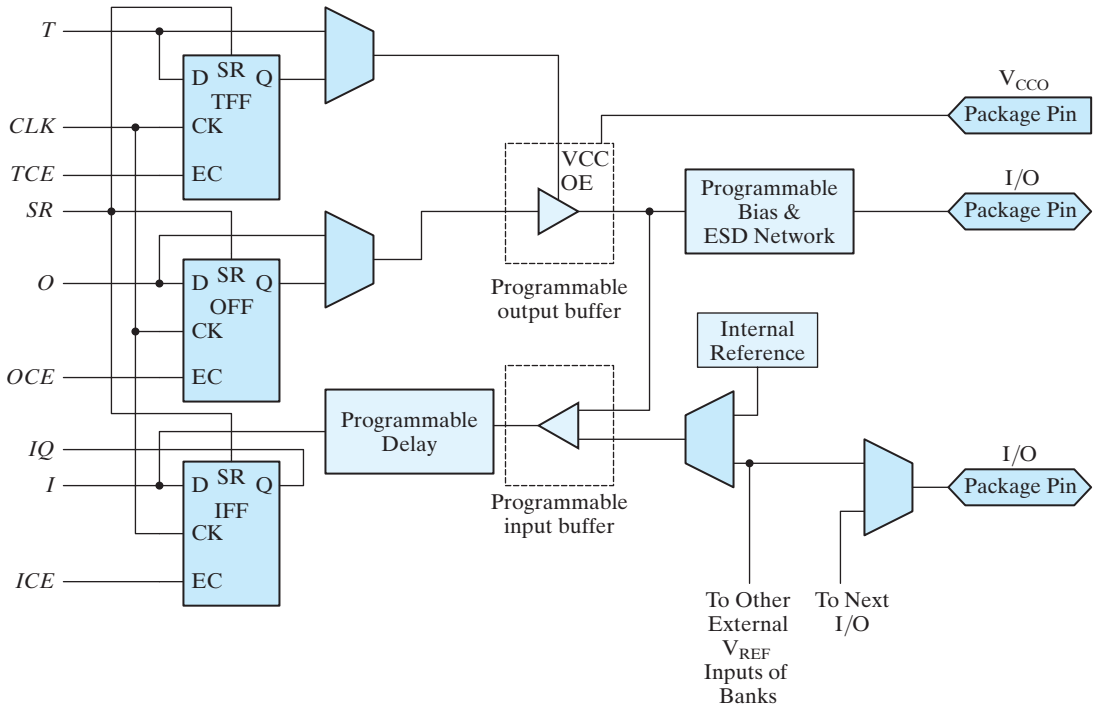 T
D SR Q
TFF
CLK
CK
TCE
EC
SR
VCC
OE
V_CCO
Package Pin
I/O
Package Pin
Programmable
Bias &
ESD Network
O
D SR Q
OFF
CK
OCE
EC
Programmable
output buffer
Internal
Reference
Programmable
Delay
IQ
I
D SR Q
IFF
CK
ICE
EC
Programmable
input buffer
I/O
Package Pin
To Other
External
V_REF
Inputs of
Banks
To Next
I/O